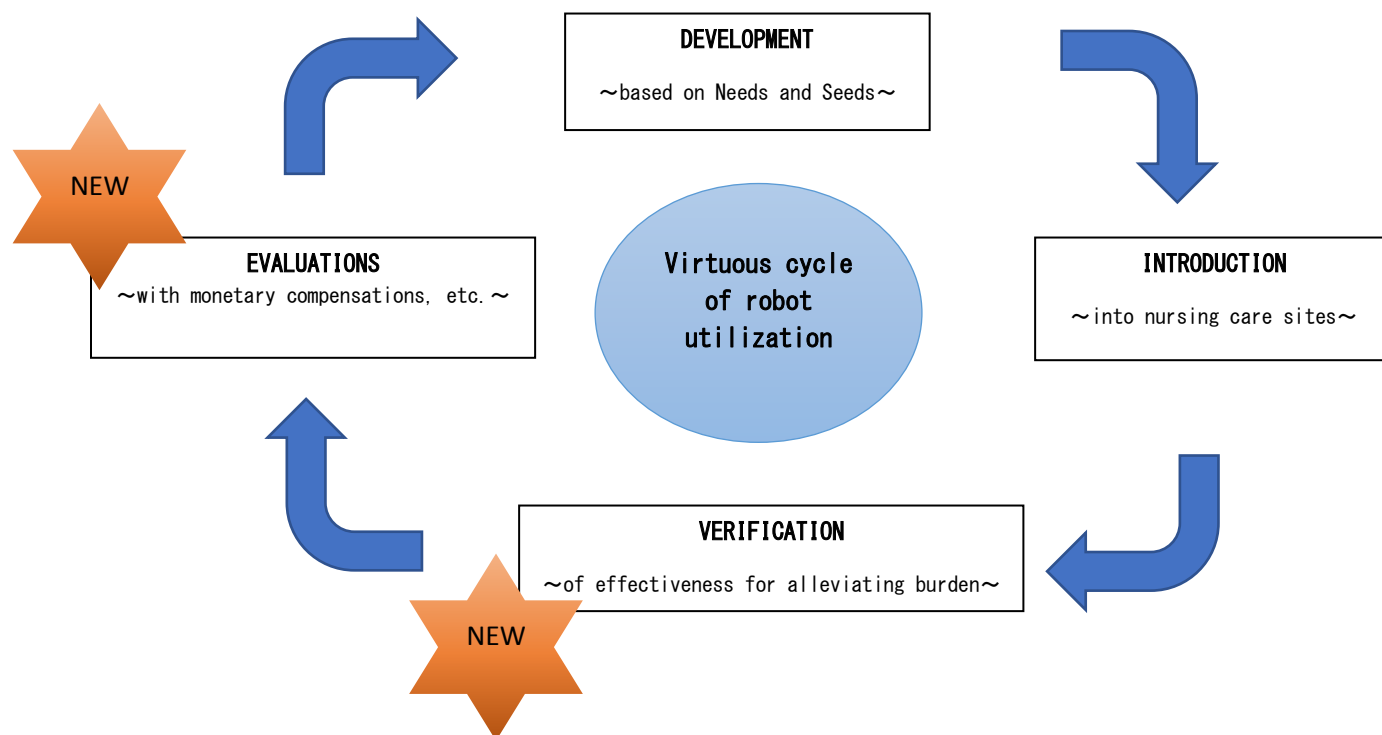 DEVELOPMENT
～based on Needs and Seeds～
NEW
EVALUATIONS
～with monetary compensations, etc.～
Virtuous cycle
of robot
utilization
INTRODUCTION
～into nursing care sites～
VERIFICATION
～of effectiveness for alleviating burden～
NEW